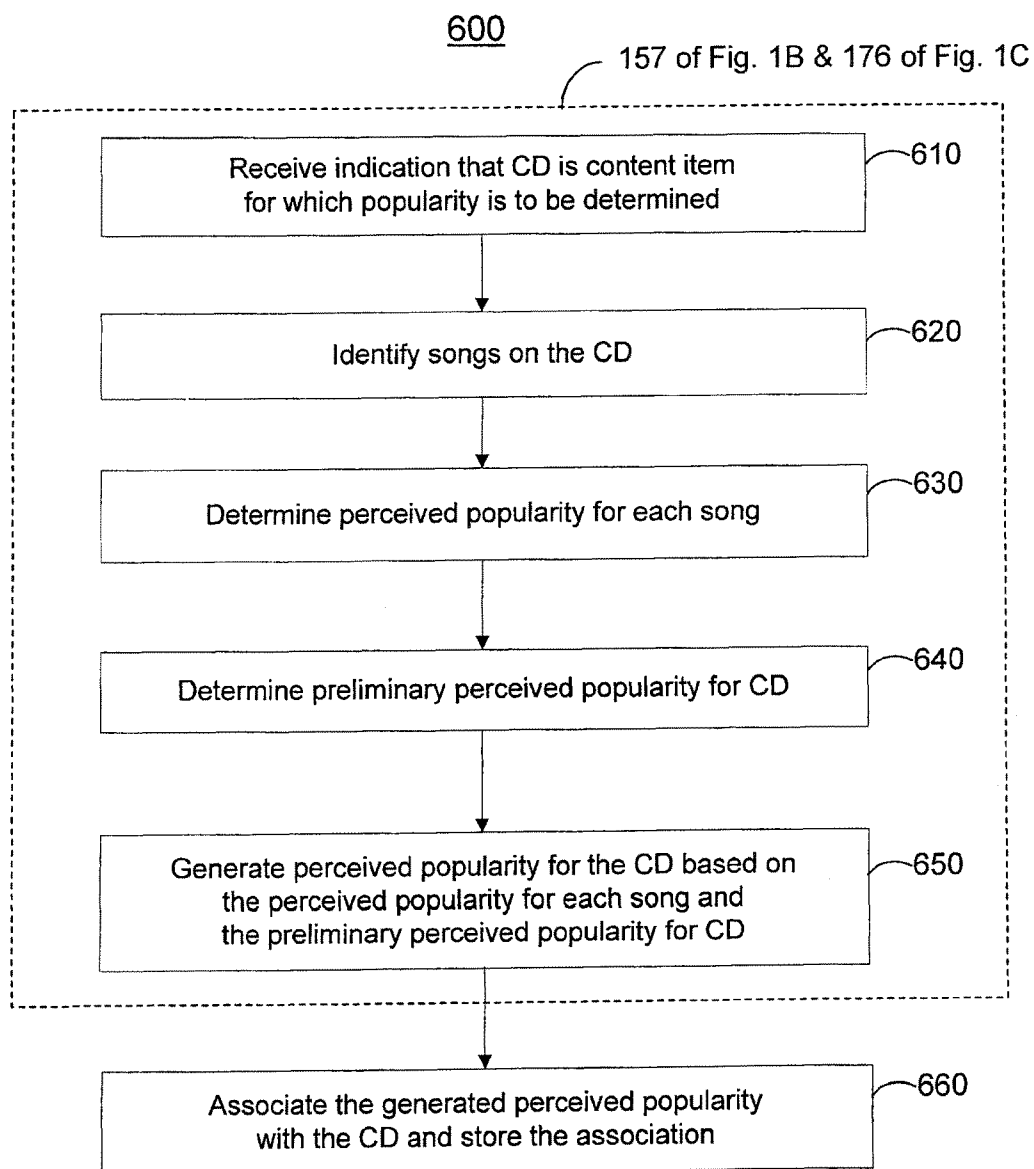 600
157 of Fig. 1B & 176 of Fig. 1C
Receive indication that CD is content item
for which popularity is to be determined
610
Identify songs on the CD
620
Determine perceived popularity for each song
630
Determine preliminary perceived popularity for CD
640
Generate perceived popularity for the CD based on
the perceived popularity for each song and
the preliminary perceived popularity for CD
650
Associate the generated perceived popularity
with the CD and store the association
660